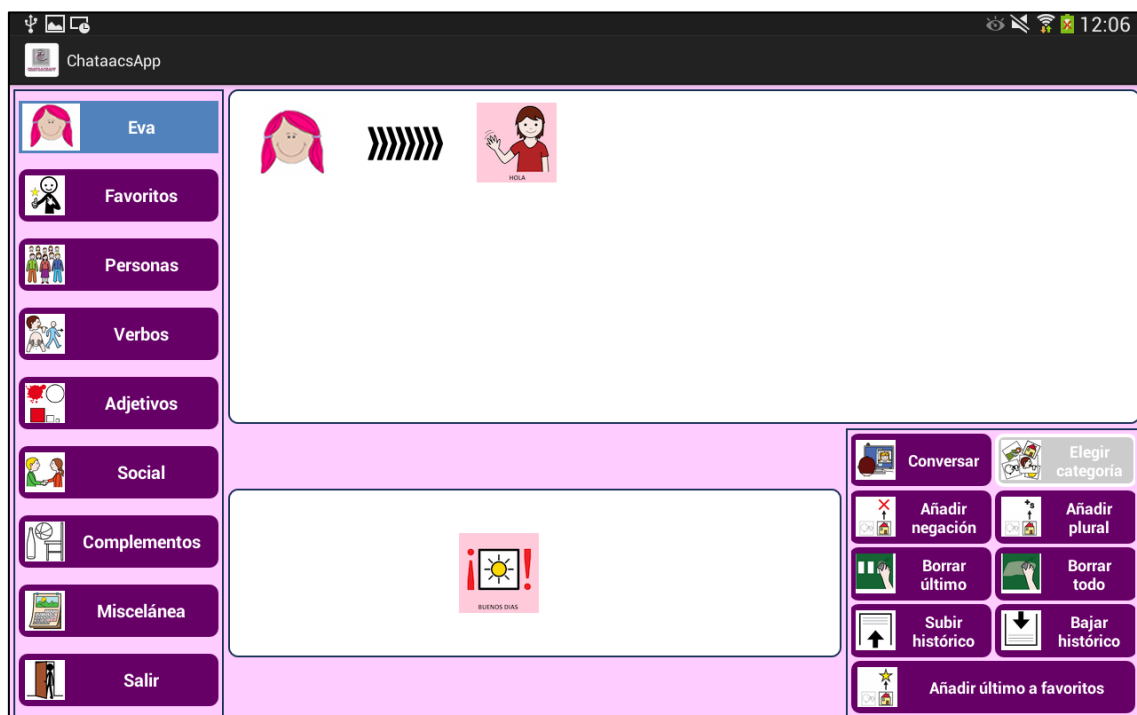 12:06
ChataacsApp
Eva
Favoritos
Personas
Verbos
Adjetivos
Social
Complementos
Miscelánea
Salir
HOLA
BUENOS DIAS
Conversar
Elegir
categoría
Añadir
negación
+s
Añadir
plural
Borrar
último
Borrar
todo
Subir
histórico
Bajar
histórico
Añadir último a favoritos